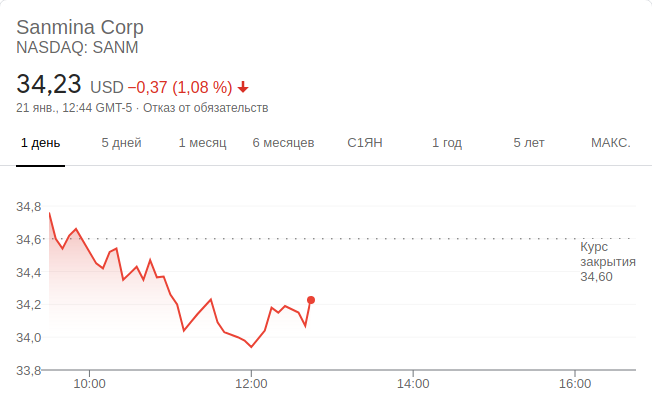 Sanmina Corp
NASDAQ: SANM
34,23 USD −0,37 (1,08 %)
21 янв., 12:44 GMT-5 · Отказ от обязательств
1 день 5 дней 1 месяц 6 месяцев С1ЯН 1 год 5 лет МАКС.
34,8
34,6
Курс
закрытия
34,60
34,4
34,2
34,0
33,8
10:00 12:00 14:00 16:00